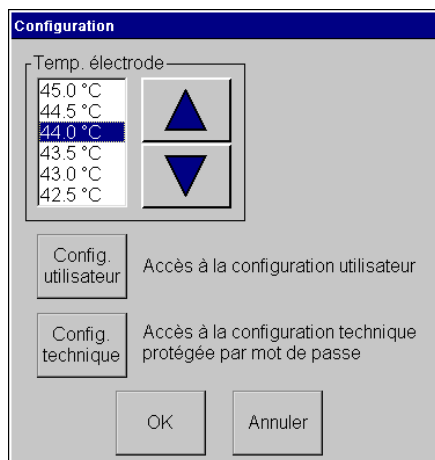 Configuration
Temp. électrode
45.0 °C
44.5 °C
44.0 °C
43.5 °C
43.0 °C
42.5 °C
Config.
utilisateur
Accès à la configuration utilisateur
Config.
technique
Accès à la configuration technique
protégée par mot de passe
OK
Annuler